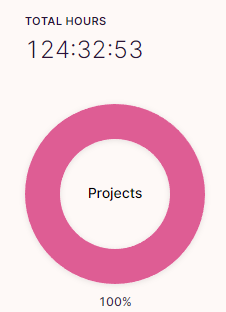 TOTAL HOURS
124:32:53
Projects
100%